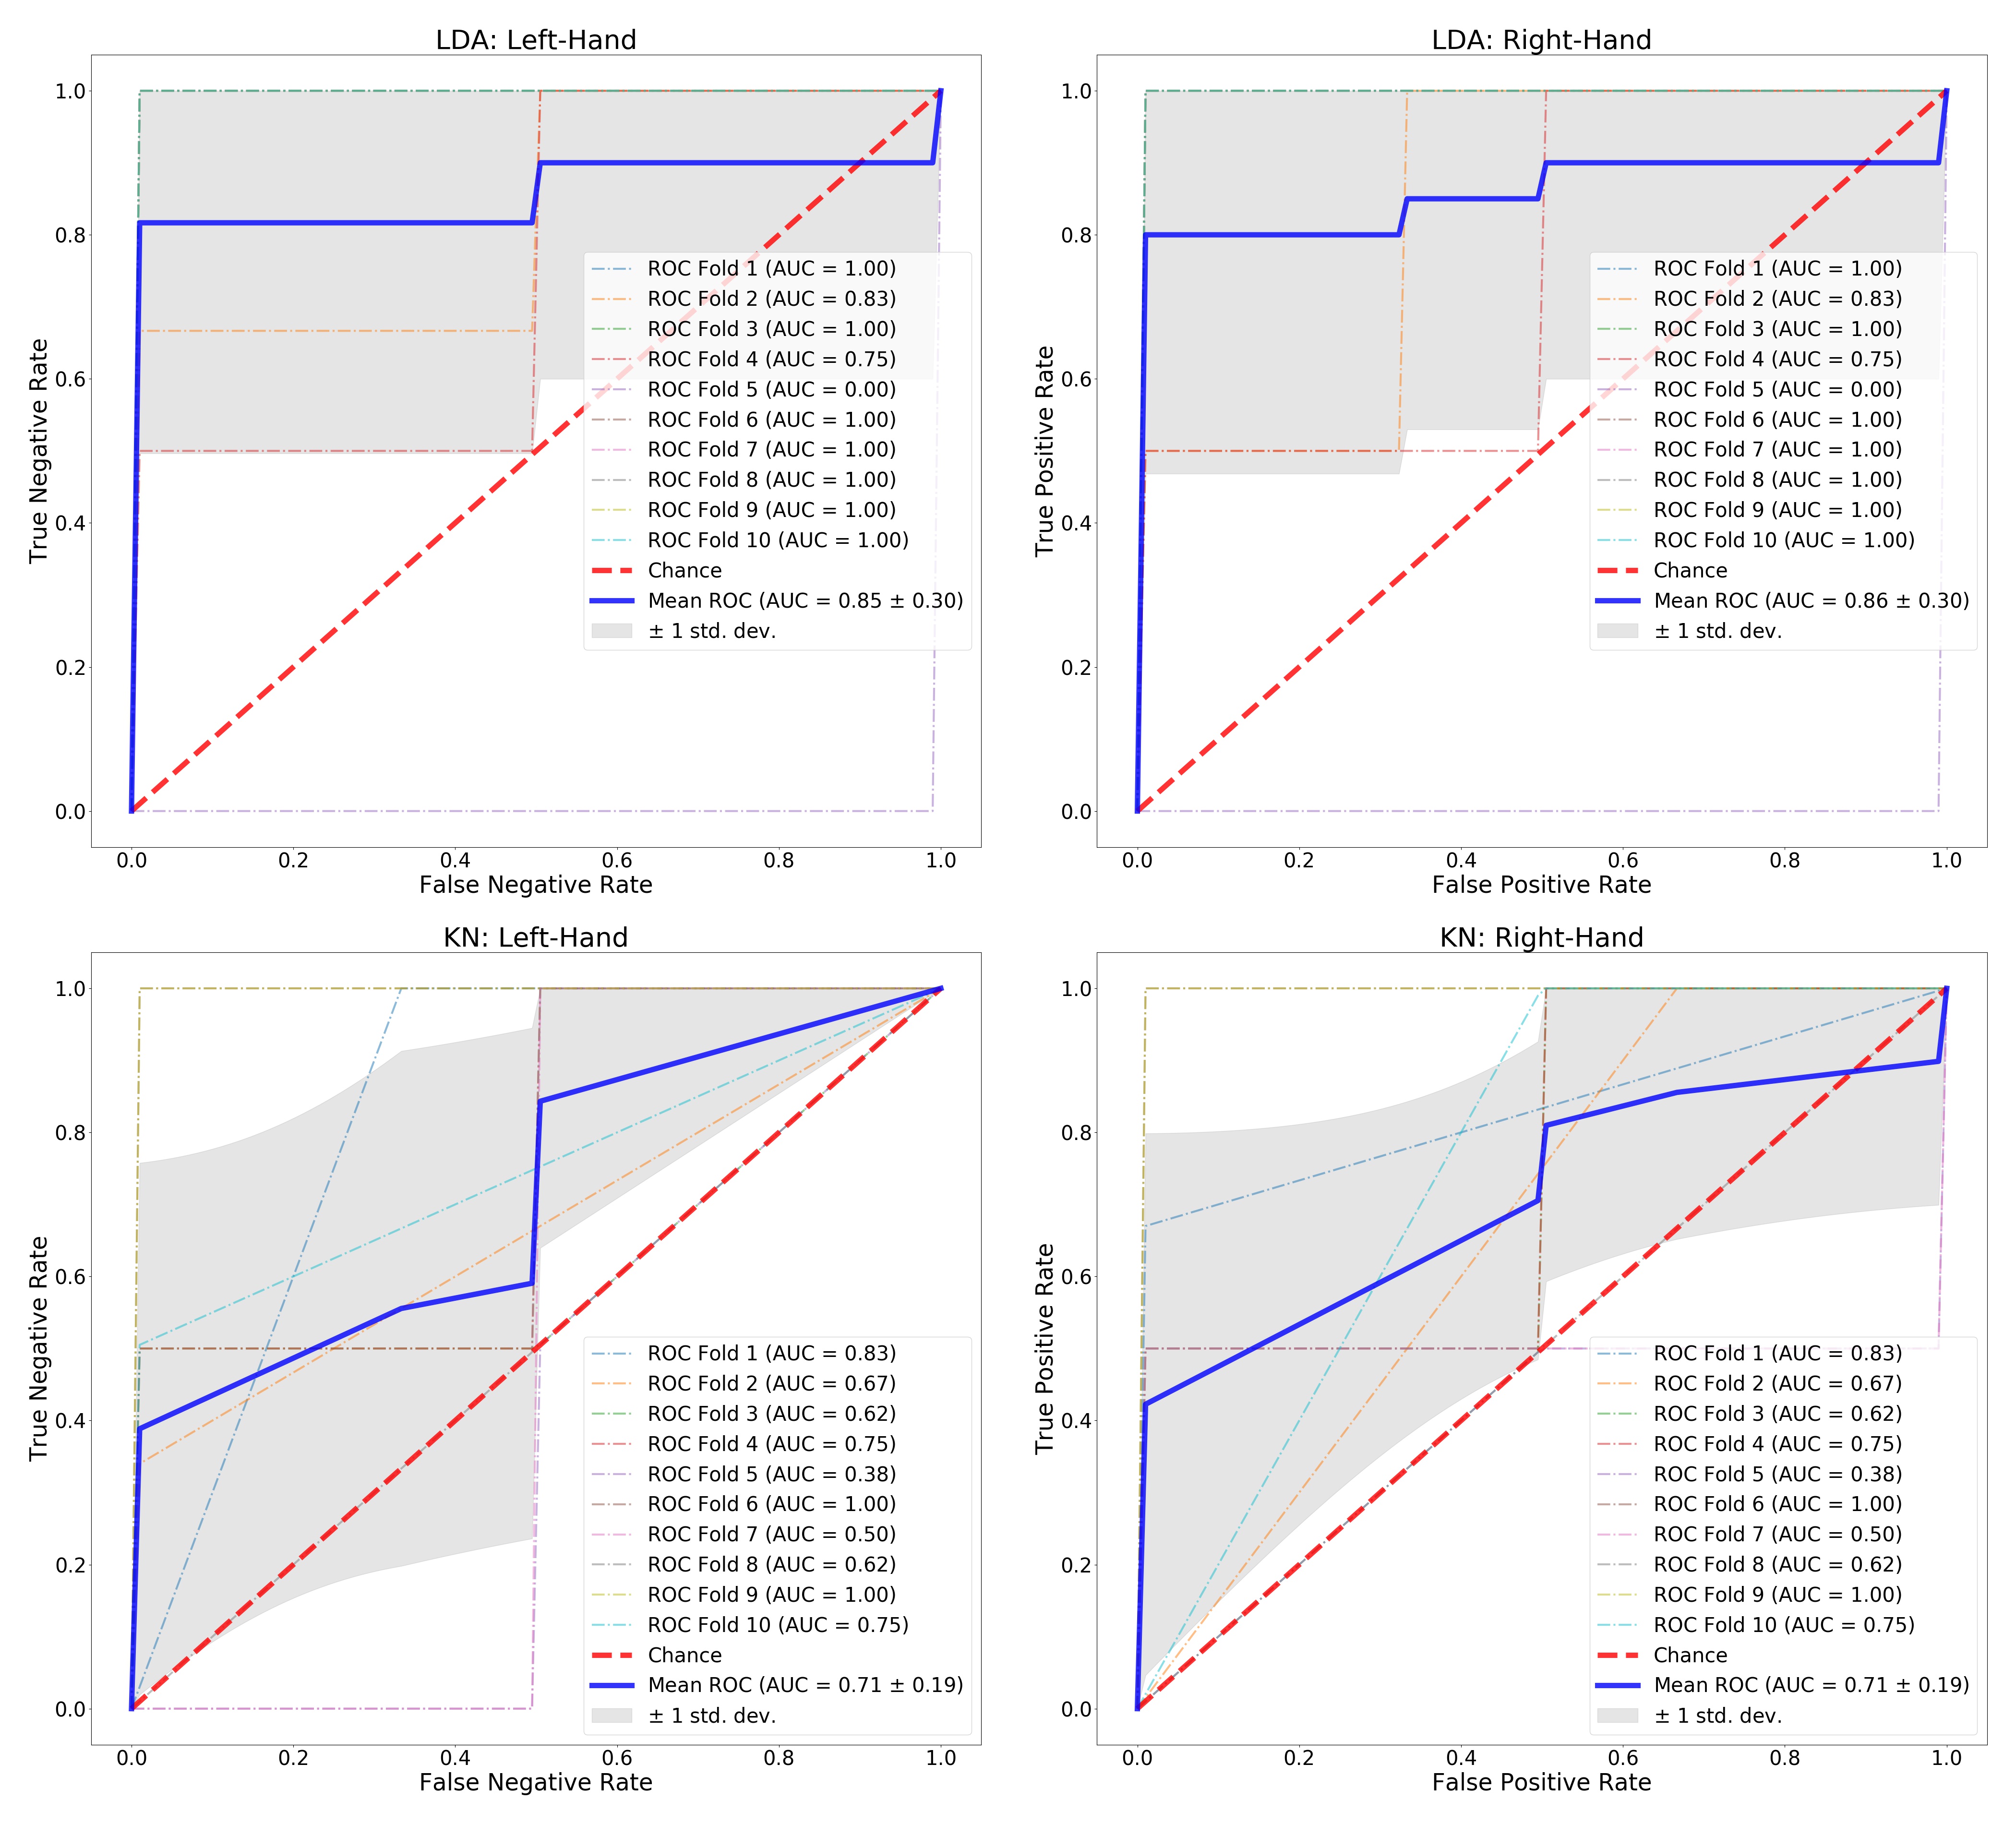 LDA: Left-Hand
True Negative Rate
1.0
0.8
0.6
0.4
0.2
0.0
ROC Fold 1 (AUC = 1.00)
ROC Fold 2 (AUC = 0.83)
ROC Fold 3 (AUC = 1.00)
ROC Fold 4 (AUC = 0.75)
ROC Fold 5 (AUC = 0.00)
ROC Fold 6 (AUC = 1.00)
ROC Fold 7 (AUC = 1.00)
ROC Fold 8 (AUC = 1.00)
ROC Fold 9 (AUC = 1.00)
ROC Fold 10 (AUC = 1.00)
Chance
Mean ROC (AUC = 0.85 ± 0.30)
± 1 std. dev.
0.0 0.2 0.4 0.6 0.8 1.0
False Negative Rate
LDA: Right-Hand
True Positive Rate
1.0
0.8
0.6
0.4
0.2
0.0
ROC Fold 1 (AUC = 1.00)
ROC Fold 2 (AUC = 0.83)
ROC Fold 3 (AUC = 1.00)
ROC Fold 4 (AUC = 0.75)
ROC Fold 5 (AUC = 0.00)
ROC Fold 6 (AUC = 1.00)
ROC Fold 7 (AUC = 1.00)
ROC Fold 8 (AUC = 1.00)
ROC Fold 9 (AUC = 1.00)
ROC Fold 10 (AUC = 1.00)
Chance
Mean ROC (AUC = 0.86 ± 0.30)
± 1 std. dev.
0.0 0.2 0.4 0.6 0.8 1.0
False Positive Rate
KN: Left-Hand
True Negative Rate
1.0
0.8
0.6
0.4
0.2
0.0
ROC Fold 1 (AUC = 0.83)
ROC Fold 2 (AUC = 0.67)
ROC Fold 3 (AUC = 0.62)
ROC Fold 4 (AUC = 0.75)
ROC Fold 5 (AUC = 0.38)
ROC Fold 6 (AUC = 1.00)
ROC Fold 7 (AUC = 0.50)
ROC Fold 8 (AUC = 0.62)
ROC Fold 9 (AUC = 1.00)
ROC Fold 10 (AUC = 0.75)
Chance
Mean ROC (AUC = 0.71 ± 0.19)
± 1 std. dev.
0.0 0.2 0.4 0.6 0.8 1.0
False Negative Rate
KN: Right-Hand
True Positive Rate
1.0
0.8
0.6
0.4
0.2
0.0
ROC Fold 1 (AUC = 0.83)
ROC Fold 2 (AUC = 0.67)
ROC Fold 3 (AUC = 0.62)
ROC Fold 4 (AUC = 0.75)
ROC Fold 5 (AUC = 0.38)
ROC Fold 6 (AUC = 1.00)
ROC Fold 7 (AUC = 0.50)
ROC Fold 8 (AUC = 0.62)
ROC Fold 9 (AUC = 1.00)
ROC Fold 10 (AUC = 0.75)
Chance
Mean ROC (AUC = 0.71 ± 0.19)
± 1 std. dev.
0.0 0.2 0.4 0.6 0.8 1.0
False Positive Rate